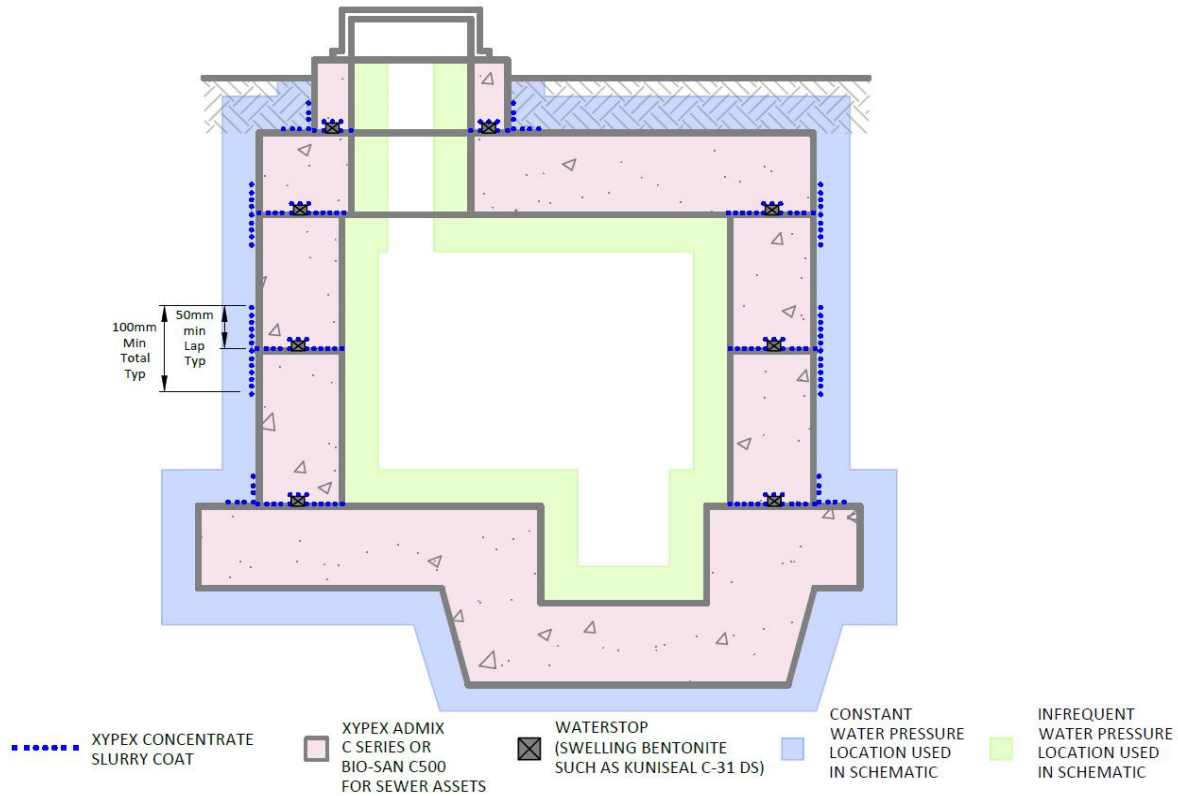 100mm
Min
Total
Typ
50mm
min
Lap
Typ
XYPEX CONCENTRATE
SLURRY COAT
XYPEX ADMIX
C SERIES OR
BIO-SAN C500
FOR SEWER ASSETS
WATERSTOP
(SWELLING BENTONITE
SUCH AS KUNISEAL C-31 DS)
CONSTANT
WATER PRESSURE
LOCATION USED
IN SCHEMATIC
INFREQUENT
WATER PRESSURE
LOCATION USED
IN SCHEMATIC